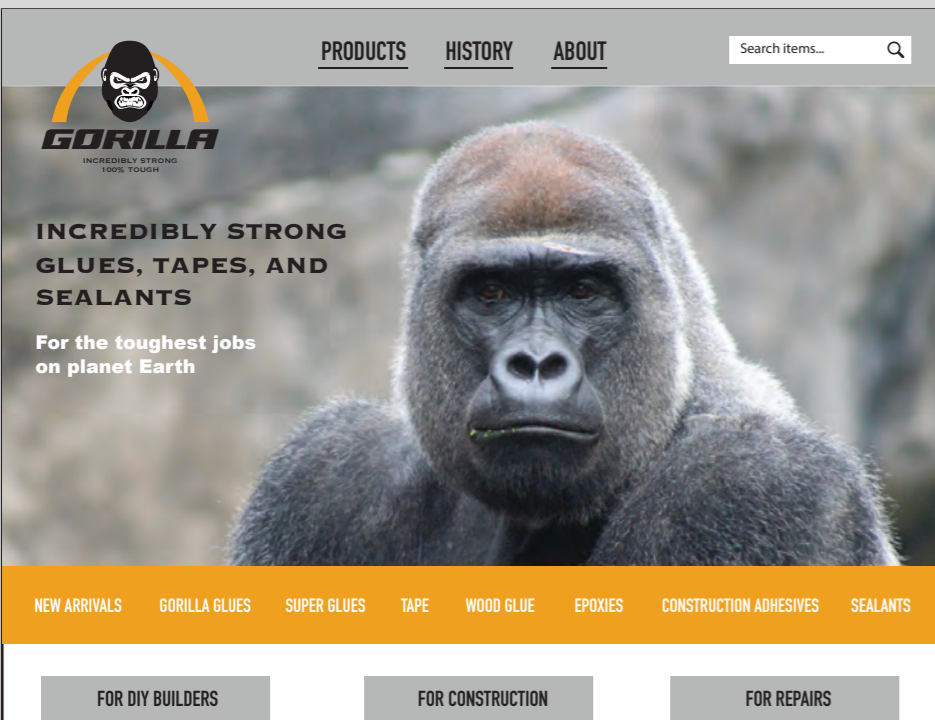 PRODUCTS HISTORY ABOUT
Search items...
GORILLA
INCREDIBLY STRONG
100% TOUGH
INCREDIBLY STRONG
GLUES, TAPES, AND
SEALANTS
For the toughest jobs
on planet Earth
NEW ARRIVALS GORILLA GLUES SUPER GLUES TAPE WOOD GLUE EPOXIES CONSTRUCTION ADHESIVES SEALANTS
FOR DIY BUILDERS FOR CONSTRUCTION FOR REPAIRS